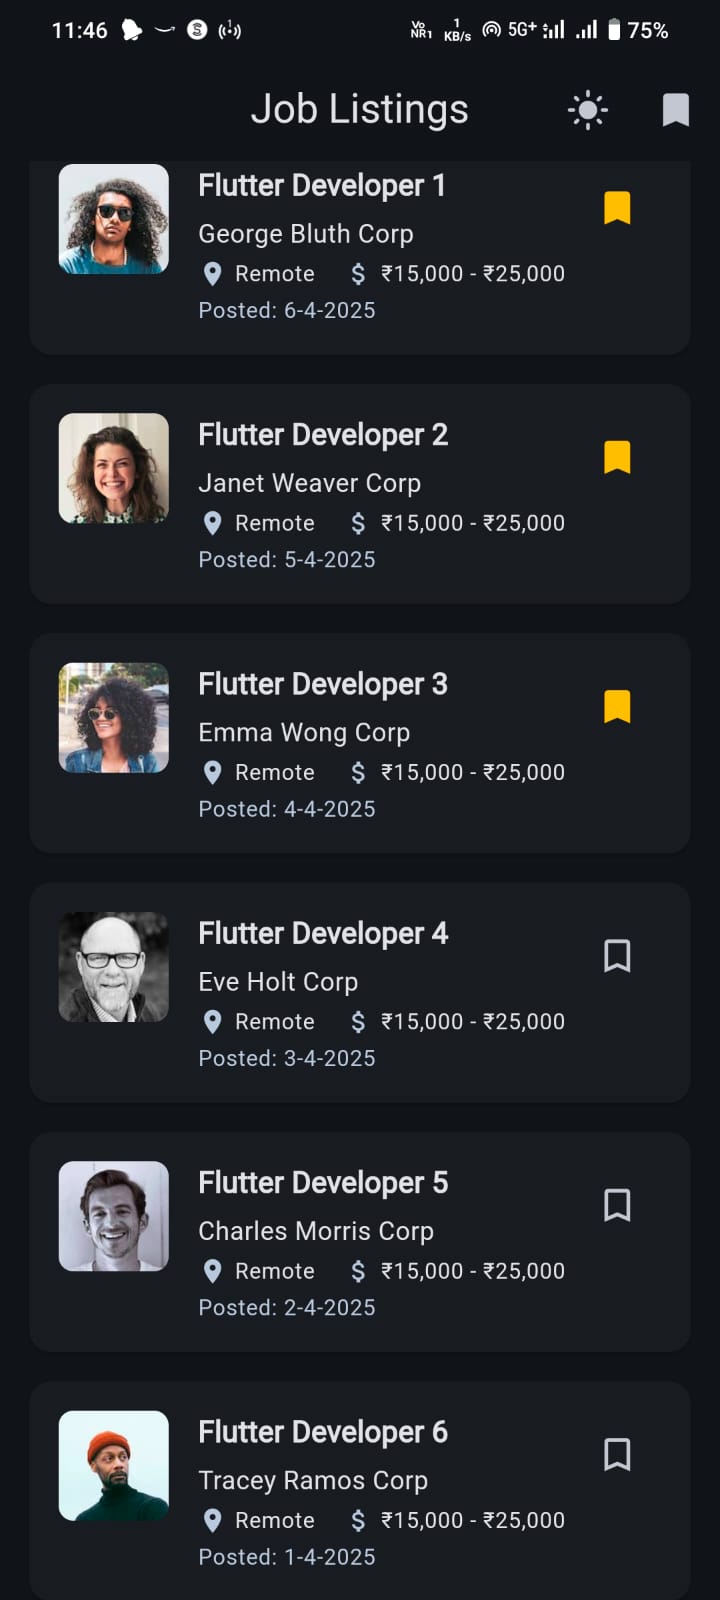 11:46 Vo NR1 1 KB/s 5G+ 75%
Job Listings
Flutter Developer 1
George Bluth Corp
Remote $ ₹15,000 - ₹25,000
Posted: 6-4-2025
Flutter Developer 2
Janet Weaver Corp
Remote $ ₹15,000 - ₹25,000
Posted: 5-4-2025
Flutter Developer 3
Emma Wong Corp
Remote $ ₹15,000 - ₹25,000
Posted: 4-4-2025
Flutter Developer 4
Eve Holt Corp
Remote $ ₹15,000 - ₹25,000
Posted: 3-4-2025
Flutter Developer 5
Charles Morris Corp
Remote $ ₹15,000 - ₹25,000
Posted: 2-4-2025
Flutter Developer 6
Tracey Ramos Corp
Remote $ ₹15,000 - ₹25,000
Posted: 1-4-2025